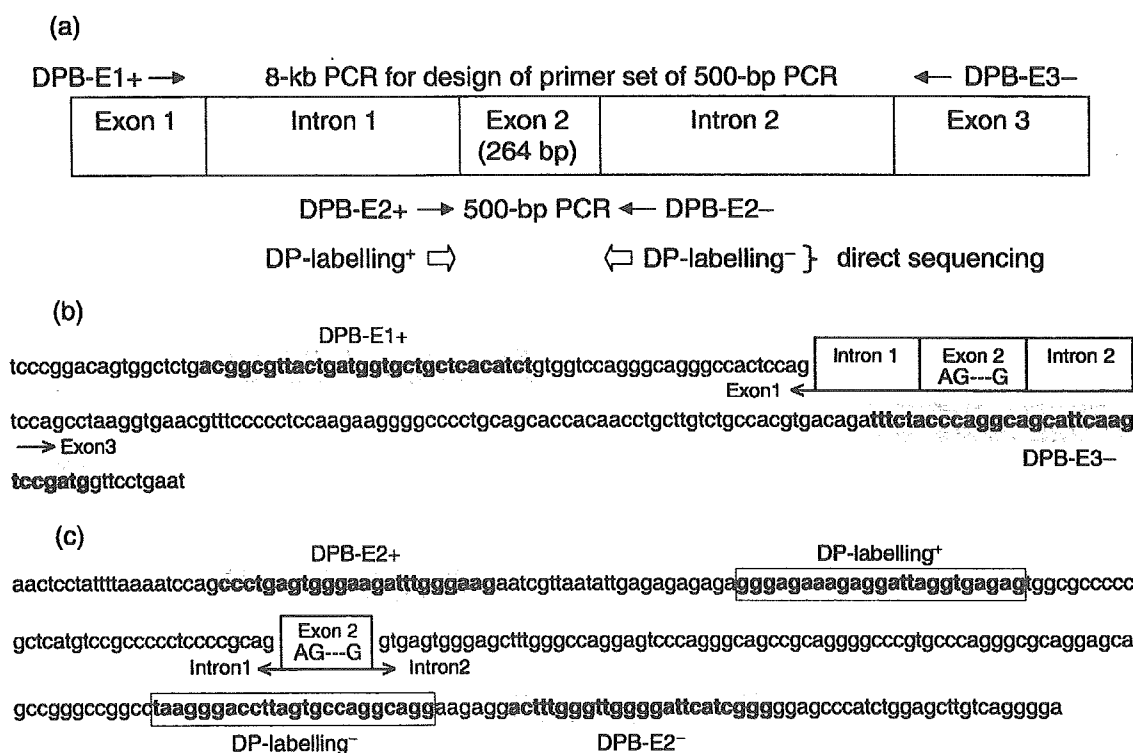 (a)
DPB-E1+ → 8-kb PCR for design of primer set of 500-bp PCR ← DPB-E3–
Exon 1 Intron 1 Exon 2 Intron 2 Exon 3
(264 bp)
DPB-E2+ → 500-bp PCR ← DPB-E2–
DP-labelling⁺ ⇨ ⇦ DP-labelling⁻ } direct sequencing
(b)
DPB-E1+
tcccggacagtggctctgacggcgttactgatggtgctgctcacatctgtggtccagggcagggccactccag Intron 1 Exon 2 Intron 2
AG---G
Exon1
tccagcctaaggtgaacgtttccccctccaagaaggggcccctgcagcaccacaacctgcttgtctgccacgtgacagatttctacccaggcagcattcaag
Exon3
DPB-E3–
tccgatggttcctgaat
(c)
DPB-E2+ DP-labelling⁺
aactcctattttaaaatccagccctgagtgggaagatttgggaagaatcgttaatattgagagagagagggagaaagaggattaggtgagagtggcgccccc
gctcatgtccgccccctccccgcag Exon 2 gtgagtgggagctttgggccaggagtcccagggcagccgcaggggcccgtgcccagggcgcaggagca
AG---G
Intron1 Intron2
gccgggccggcctaagggaccttagtgccaggcaggaagaggactttgggttggggattcatcgggggagcccatctggagcttgtcagggga
DP-labelling⁻ DPB-E2⁻